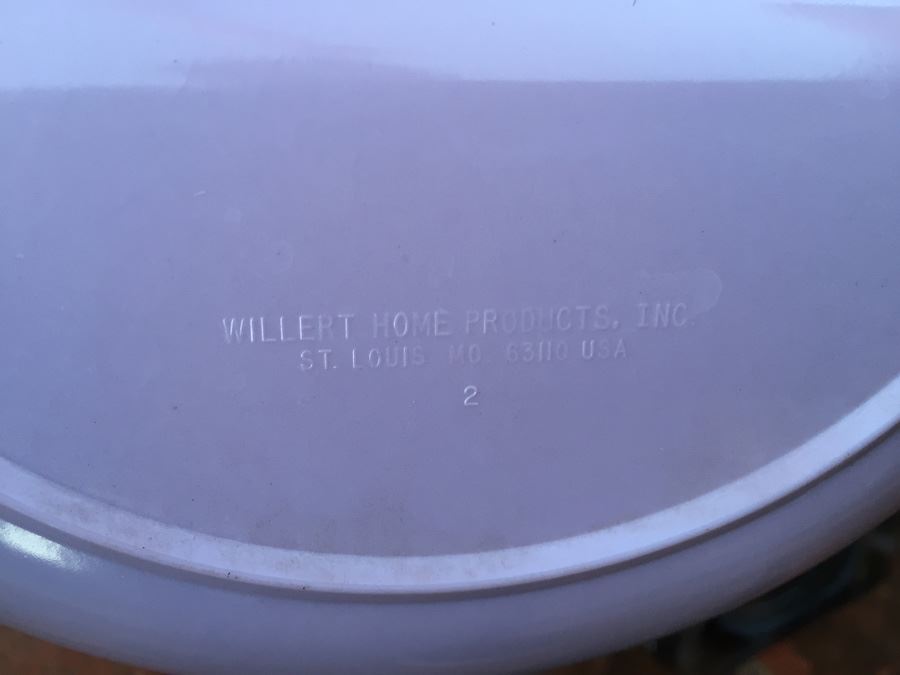 WILLERT HOME PRODUCTS, INC.
ST. LOUIS MO. 63110 USA
2